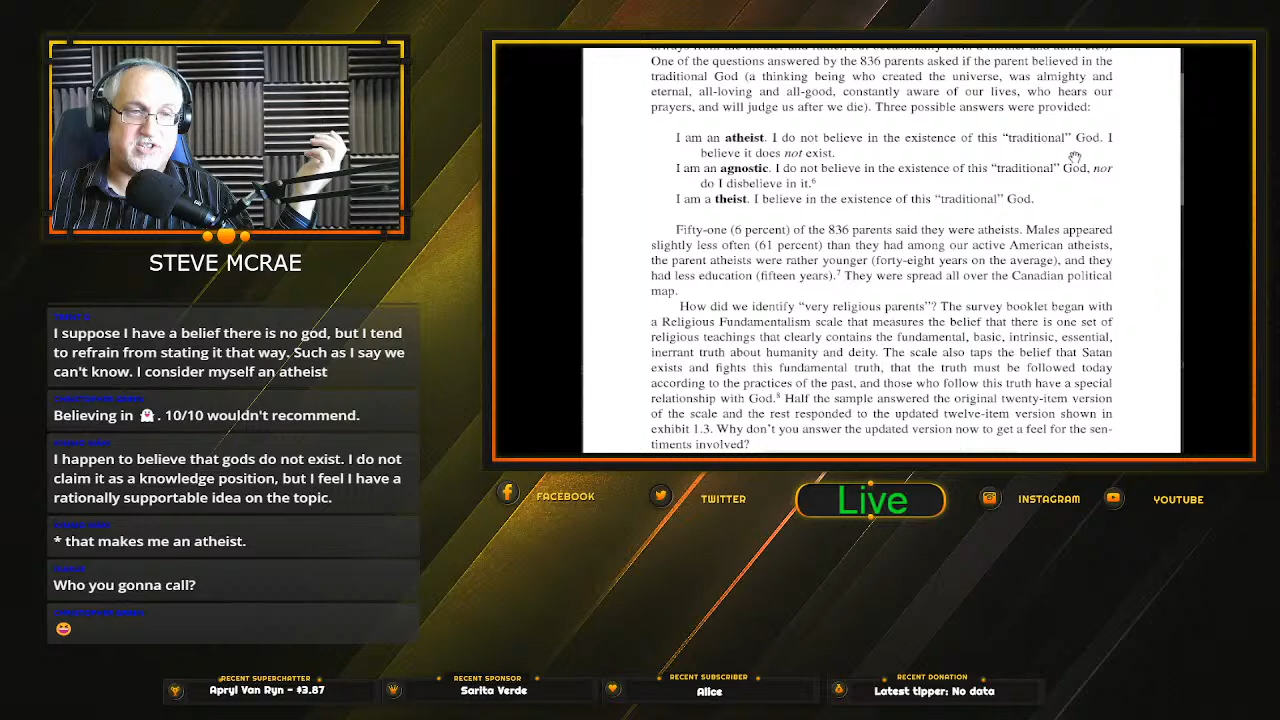 STEVE MCRAE
I suppose I have a belief there is no god, but I tend
to refrain from stating it that way. Such as I say we
can't know. I consider myself an atheist
Believing in 👻. 10/10 wouldn't recommend.
I happen to believe that gods do not exist. I do not
claim it as a knowledge position, but I feel I have a
rationally supportable idea on the topic.
* that makes me an atheist.
Who you gonna call?
😆
One of the questions answered by the 836 parents asked if the parent believed in the
traditional God (a thinking being who created the universe, was almighty and
eternal, all-loving and all-good, constantly aware of our lives, who hears our
prayers, and will judge us after we die). Three possible answers were provided:
I am an atheist. I do not believe in the existence of this “traditional” God. I
believe it does not exist.
I am an agnostic. I do not believe in the existence of this “traditional” God, nor
do I disbelieve in it.⁶
I am a theist. I believe in the existence of this “traditional” God.
Fifty-one (6 percent) of the 836 parents said they were atheists. Males appeared
slightly less often (61 percent) than they had among our active American atheists,
the parent atheists were rather younger (forty-eight years on the average), and they
had less education (fifteen years).⁷ They were spread all over the Canadian political
map.
How did we identify “very religious parents”? The survey booklet began with
a Religious Fundamentalism scale that measures the belief that there is one set of
religious teachings that clearly contains the fundamental, basic, intrinsic, essential,
inerrant truth about humanity and deity. The scale also taps the belief that Satan
exists and fights this fundamental truth, that the truth must be followed today
according to the practices of the past, and those who follow this truth have a special
relationship with God.⁸ Half the sample answered the original twenty-item version
of the scale and the rest responded to the updated twelve-item version shown in
exhibit 1.3. Why don’t you answer the updated version now to get a feel for the sen-
timents involved?
FACEBOOK TWITTER Live INSTAGRAM YOUTUBE
RECENT SUPERCHATTER
Apryl Van Ryn - $3.87
RECENT SPONSOR
Sarita Verde
RECENT SUBSCRIBER
Alice
RECENT DONATION
Latest tipper: No data